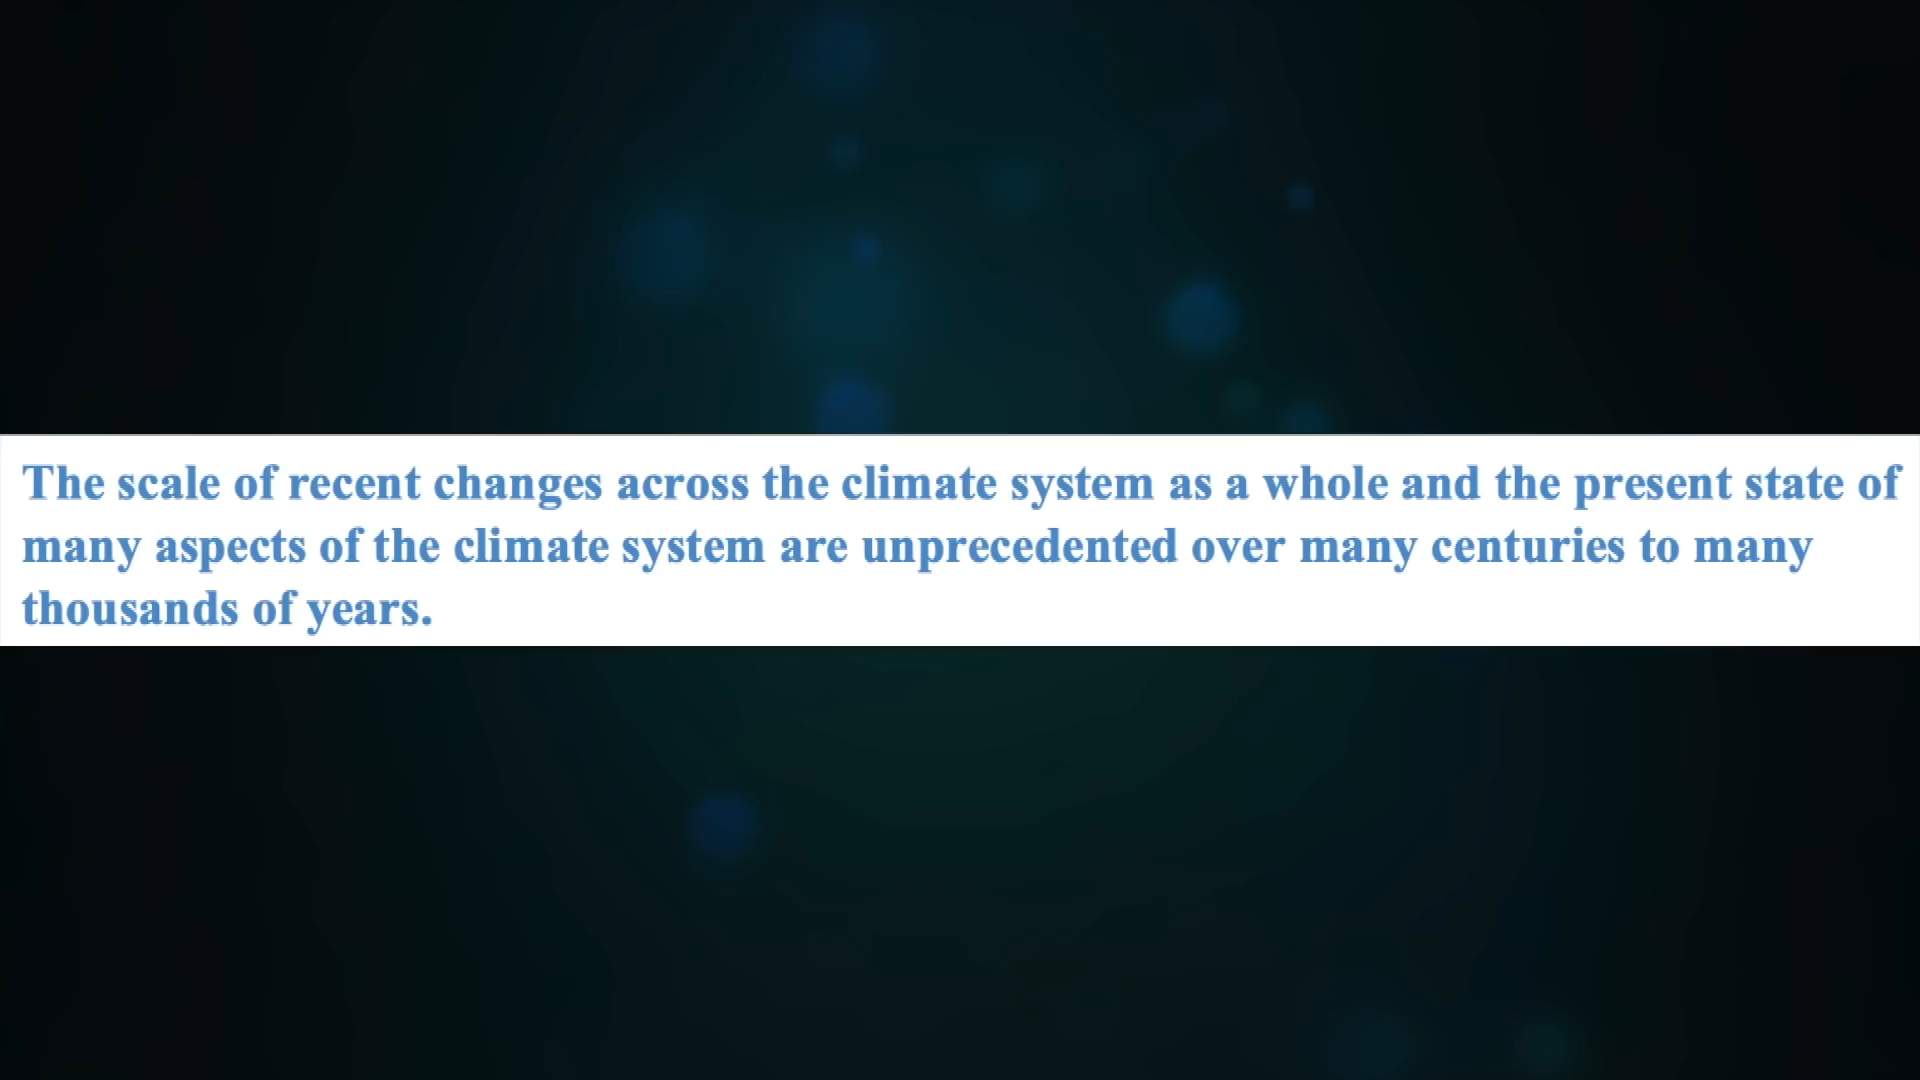 The scale of recent changes across the climate system as a whole and the present state of
many aspects of the climate system are unprecedented over many centuries to many
thousands of years.